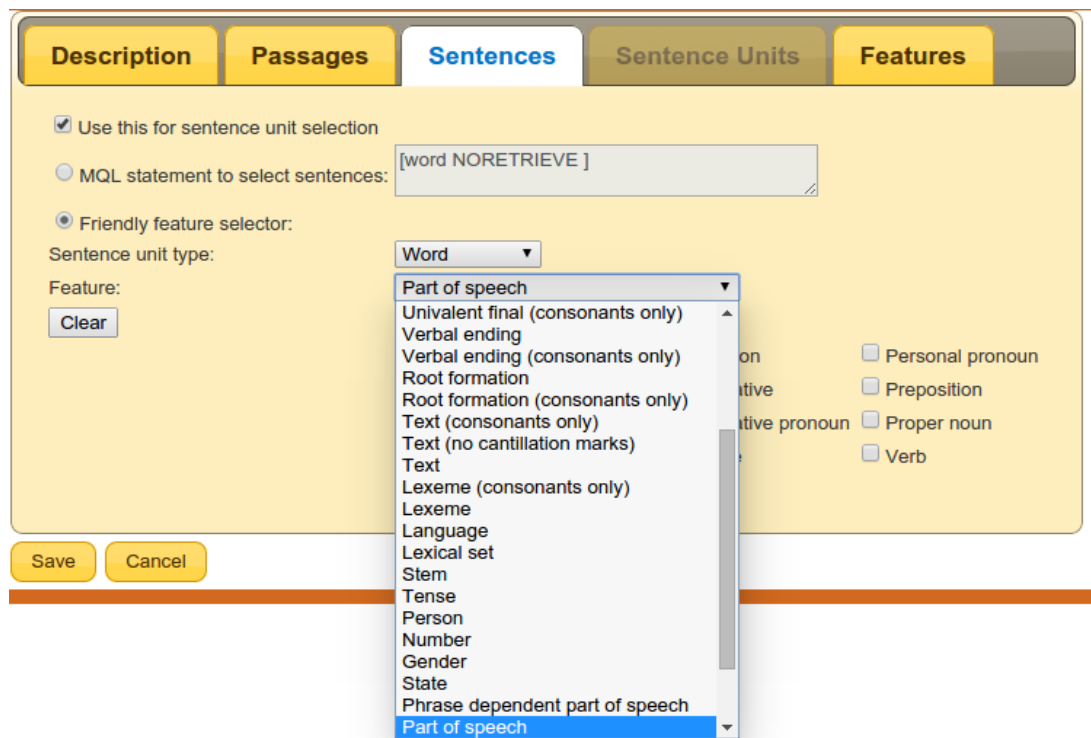 Description Passages Sentences Sentence Units Features
Use this for sentence unit selection
MQL statement to select sentences: [word NORETRIEVE ]
Friendly feature selector:
Sentence unit type: Word
Feature: Part of speech
Clear
Univalent final (consonants only)
Verbal ending
Verbal ending (consonants only)
Root formation
Root formation (consonants only)
Text (consonants only)
Text (no cantillation marks)
Text
Lexeme (consonants only)
Lexeme
Language
Lexical set
Stem
Tense
Person
Number
Gender
State
Phrase dependent part of speech
Part of speech
on Personal pronoun
ative Preposition
ative pronoun Proper noun
Verb
Save Cancel